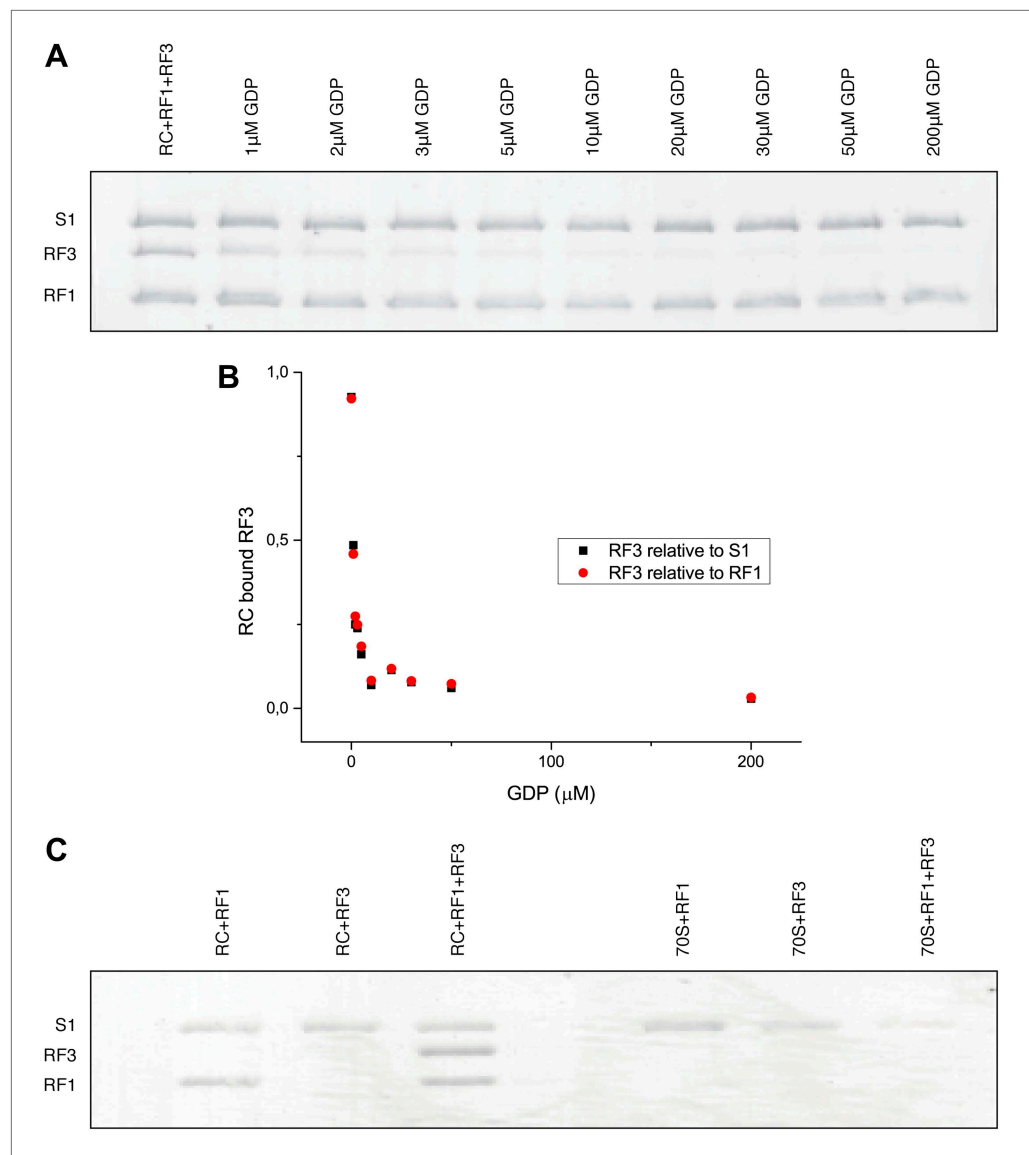 A
RC+RF1+RF3
1μM GDP
2μM GDP
3μM GDP
5μM GDP
10μM GDP
20μM GDP
30μM GDP
50μM GDP
200μM GDP
S1
RF3
RF1
B
1,0
0,5
0,0
RC bound RF3
RF3 relative to S1
RF3 relative to RF1
0
100
200
GDP (μM)
C
RC+RF1
RC+RF3
RC+RF1+RF3
70S+RF1
70S+RF3
70S+RF1+RF3
S1
RF3
RF1